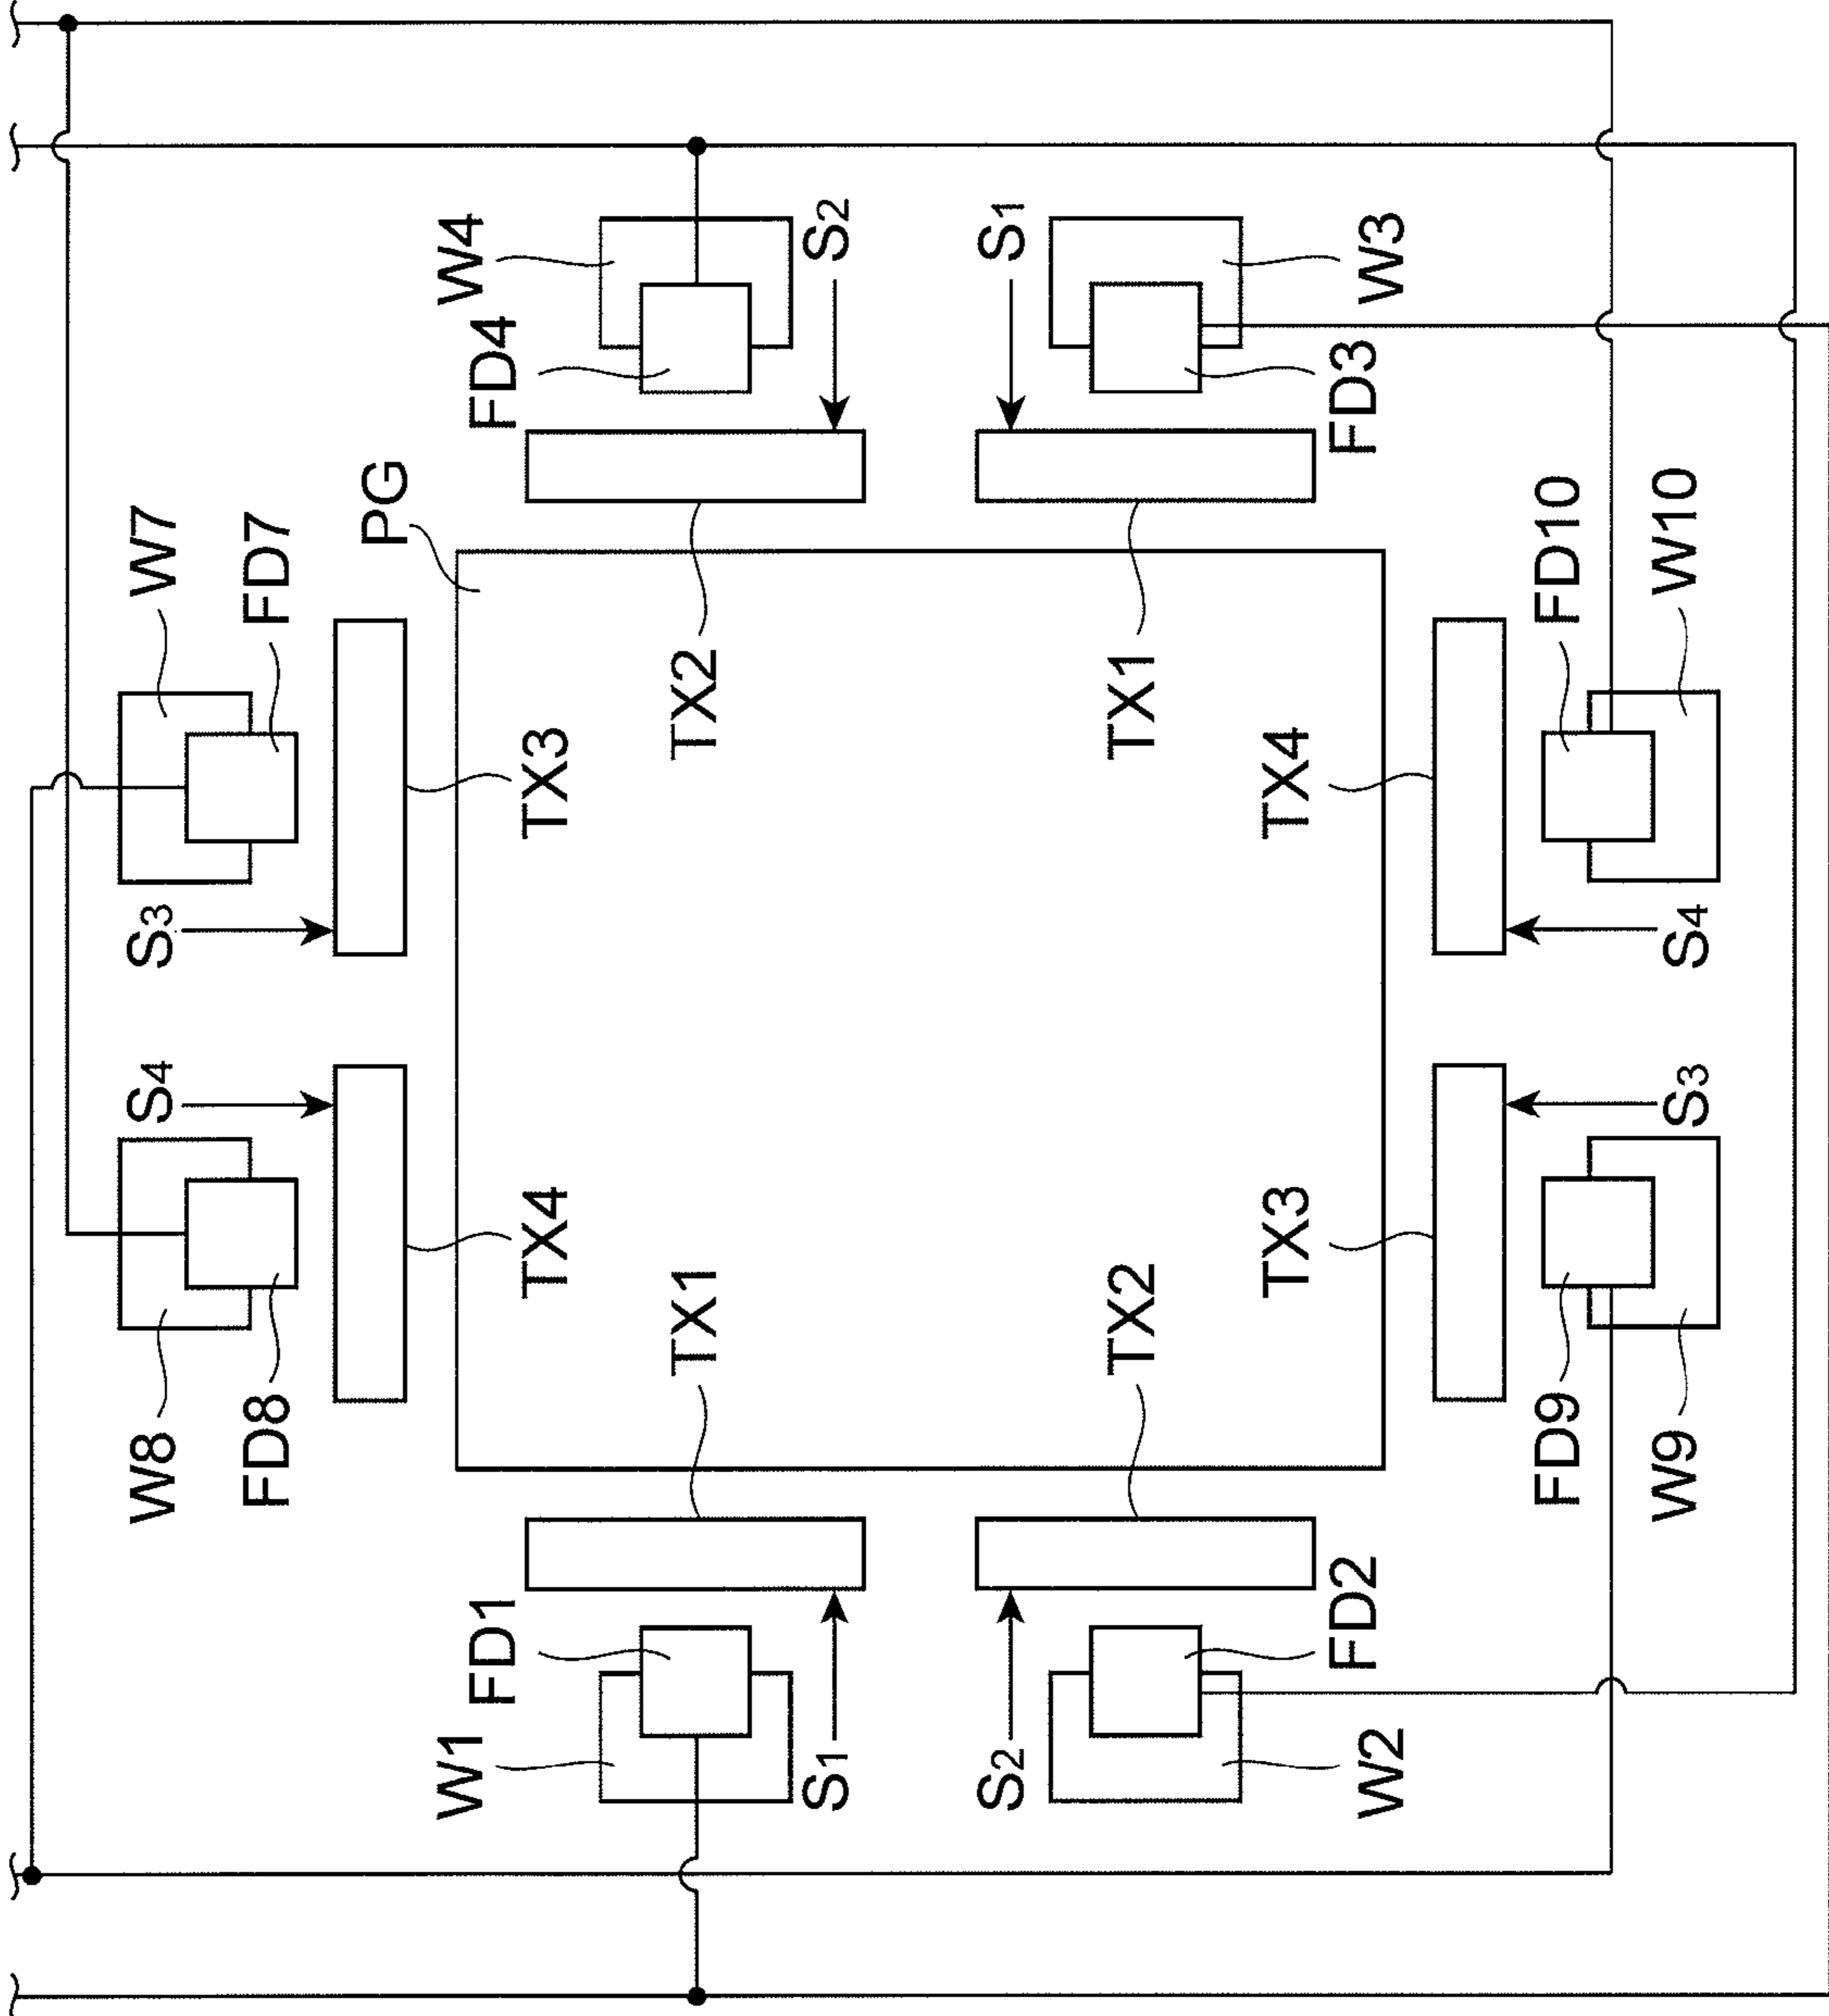 W8
S4
S3
W7
FD8
FD7
PG
W1
W4
FD1
FD4
TX4
TX3
TX1
TX2
S1
S2
S2
S1
TX2
TX1
TX3
TX4
FD2
FD3
W2
W3
FD9
FD10
W9
S3
S4
W10